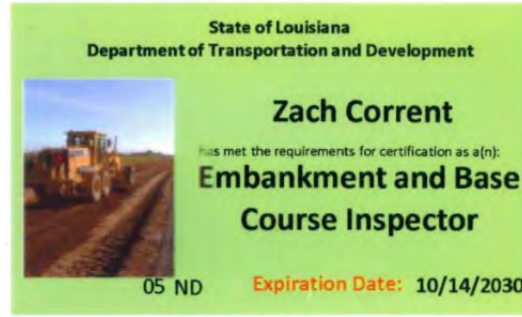 State of Louisiana
Department of Transportation and Development
Zach Corrent
has met the requirements for certification as a(n):
Embankment and Base
Course Inspector
05 ND Expiration Date: 10/14/2030